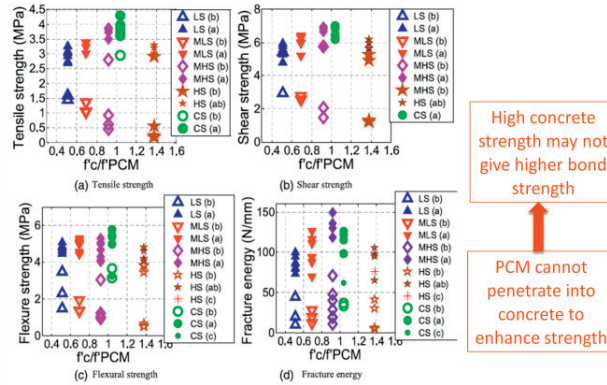 Tensile strength (MPa)
4.5
4
3.5
3
2.5
2
1.5
1
0.5
0
0.4 0.6 0.8 1 1.2 1.4 1.6
f'c/f'PCM
LS (b)
LS (a)
MLS (b)
MLS (a)
MHS (b)
MHS (a)
HS (b)
HS (ab)
CS (b)
CS (a)
(a) Tensile strength
Shear strength (MPa)
8
6
4
2
0
0,4 0,6 0,8 1 1,2 1,4 1,6
f'c/f'PCM
LS (b)
LS (a)
MLS (b)
MLS (a)
MHS (b)
MHS (a)
HS (b)
HS (ab)
CS (a)
(b) Shear strength
Flexure strength (MPa)
6
4
2
0
0,4 0,6 0,8 1 1,2 1,4 1,6
f'c/f'PCM
LS (b)
LS (a)
MLS (b)
MLS (a)
MHS (b)
MHS (a)
HS (b)
HS (ab)
HS (c)
CS (b)
CS (a)
CS (c)
(c) Flexural strength
Fracture energy (N/mm)
150
100
50
0
0,4 0,6 0,8 1 1,2 1,4 1,6
f'c/f'PCM
LS (b)
LS (a)
MLS (b)
MLS (a)
MHS (b)
MHS (a)
HS (b)
HS (ab)
HS (c)
CS (b)
CS (a)
CS (c)
(d) Fracture energy
High concrete
strength may not
give higher bond
strength
PCM cannot
penetrate into
concrete to
enhance strength